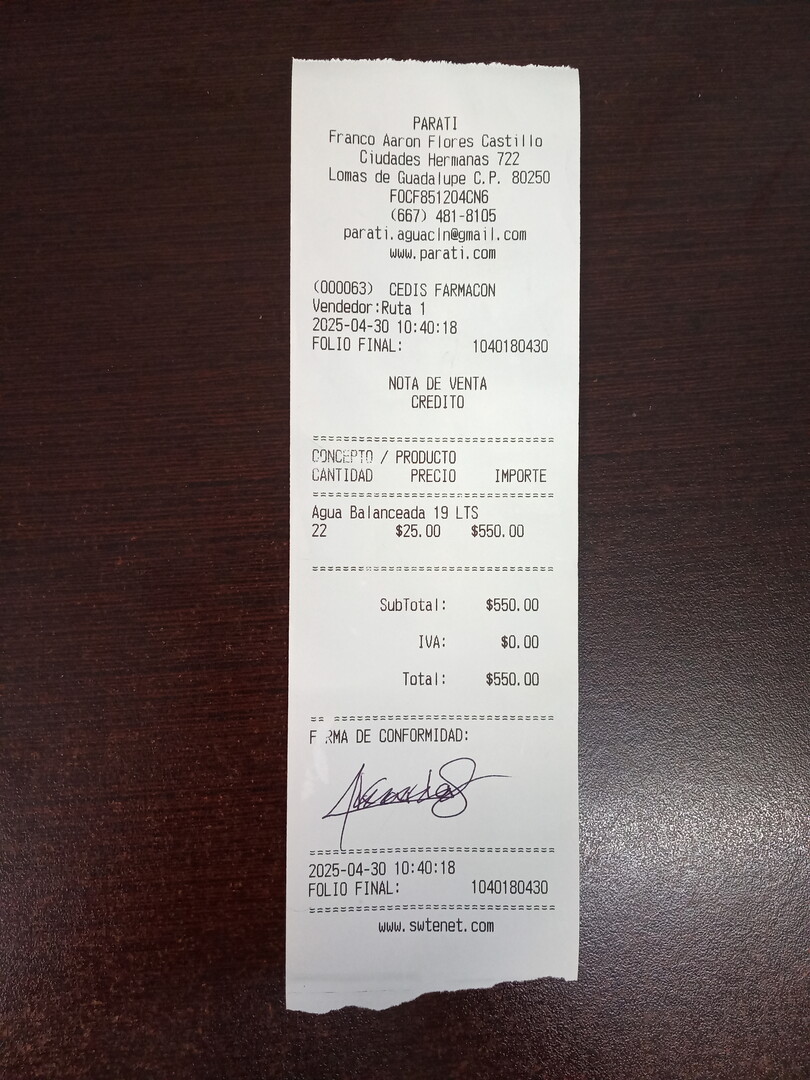 PARATI
Franco Aaron Flores Castillo
Ciudades Hermanas 722
Lomas de Guadalupe C.P. 80250
FOCF851204CN6
(667) 481-8105
parati.aguacln@gmail.com
www.parati.com
(000063) CEDIS FARMACON
Vendedor:Ruta 1
2025-04-30 10:40:18
FOLIO FINAL: 1040180430
NOTA DE VENTA
CREDITO
================================
CONCEPTO / PRODUCTO
CANTIDAD PRECIO IMPORTE
================================
Agua Balanceada 19 LTS
22 $25.00 $550.00
================================
SubTotal: $550.00
IVA: $0.00
Total: $550.00
== =============================
F RMA DE CONFORMIDAD:
================================
2025-04-30 10:40:18
FOLIO FINAL: 1040180430
================================
www.swtenet.com